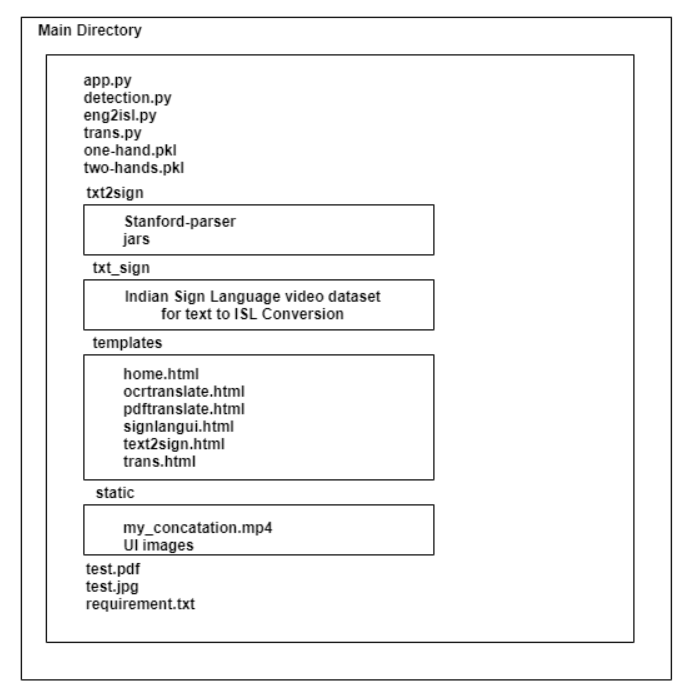 Main Directory
app.py
detection.py
eng2isl.py
trans.py
one-hand.pkl
two-hands.pkl
txt2sign
Stanford-parser
jars
txt_sign
Indian Sign Language video dataset
for text to ISL Conversion
templates
home.html
ocrtranslate.html
pdftranslate.html
signlangui.html
text2sign.html
trans.html
static
my_concatation.mp4
UI images
test.pdf
test.jpg
requirement.txt